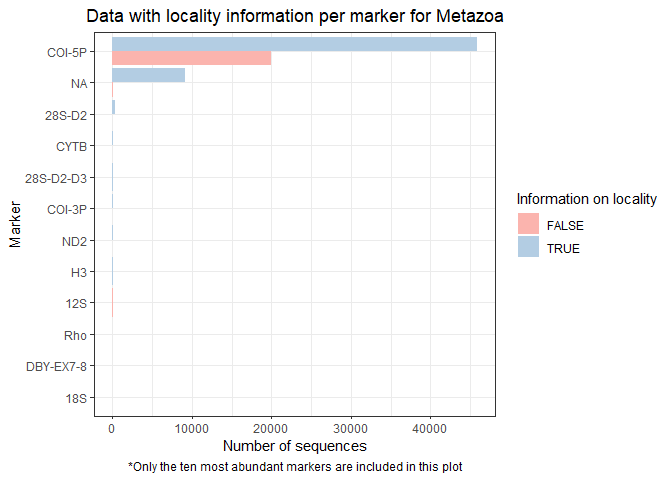 Data with locality information per marker for Metazoa
COI-5P
NA
28S-D2
CYTB
28S-D2-D3
COI-3P
ND2
H3
12S
Rho
DBY-EX7-8
18S
Marker
0 10000 20000 30000 40000
Number of sequences
*Only the ten most abundant markers are included in this plot
Information on locality
FALSE
TRUE